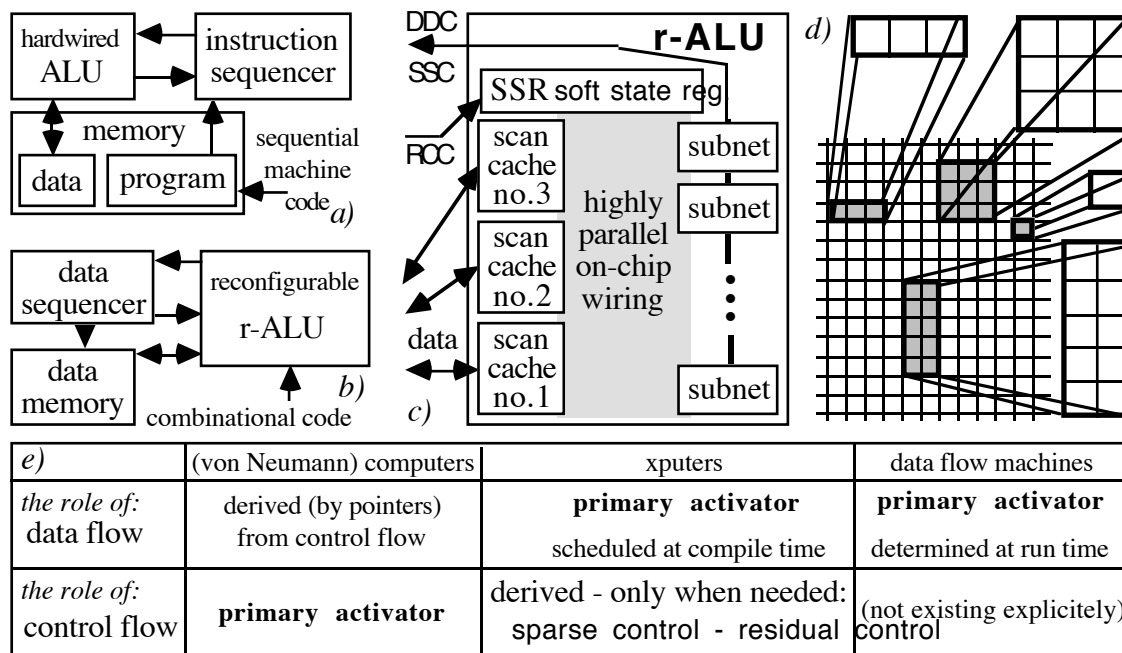 hardwired
ALU
instruction
sequencer
memory
data
program
sequential
machine
code
a)
data
sequencer
reconfigurable
r-ALU
data
memory
b)
combinational code
DDC
SSC
RCC
r-ALU
SSR soft state reg.
scan
cache
no.3
scan
cache
no.2
scan
cache
no.1
data
c)
highly
parallel
on-chip
wiring
subnet
subnet
subnet
d)
e)
(von Neumann) computers
xputers
data flow machines
the role of:
data flow
derived (by pointers)
from control flow
primary activator
scheduled at compile time
primary activator
determined at run time
the role of:
control flow
primary activator
derived - only when needed:
sparse control - residual control
(not existing explicitely)